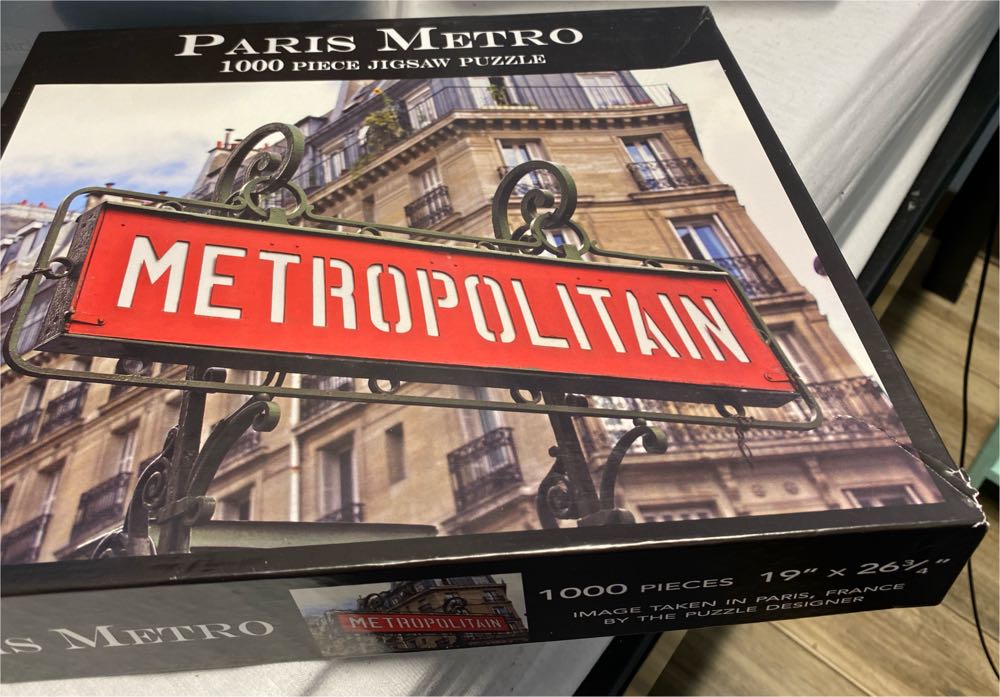 PARIS METRO
1000 PIECE JIGSAW PUZZLE
METROPOLITAIN
METRO
METROPOLITAIN
1000 PIECES 19" x 26¾"
IMAGE TAKEN IN PARIS, FRANCE
BY THE PUZZLE DESIGNER